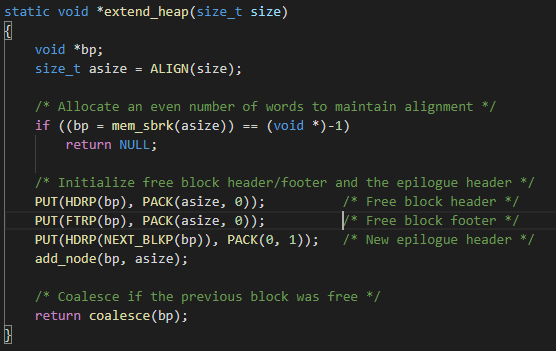 static void *extend_heap(size_t size)
{
    void *bp;
    size_t asize = ALIGN(size);
    /* Allocate an even number of words to maintain alignment */
    if ((bp = mem_sbrk(asize)) == (void *)-1)
        return NULL;
    /* Initialize free block header/footer and the epilogue header */
    PUT(HDRP(bp), PACK(asize, 0));          /* Free block header */
    PUT(FTRP(bp), PACK(asize, 0));          /* Free block footer */
    PUT(HDRP(NEXT_BLKP(bp)), PACK(0, 1));   /* New epilogue header */
    add_node(bp, asize);
    /* Coalesce if the previous block was free */
    return coalesce(bp);
}